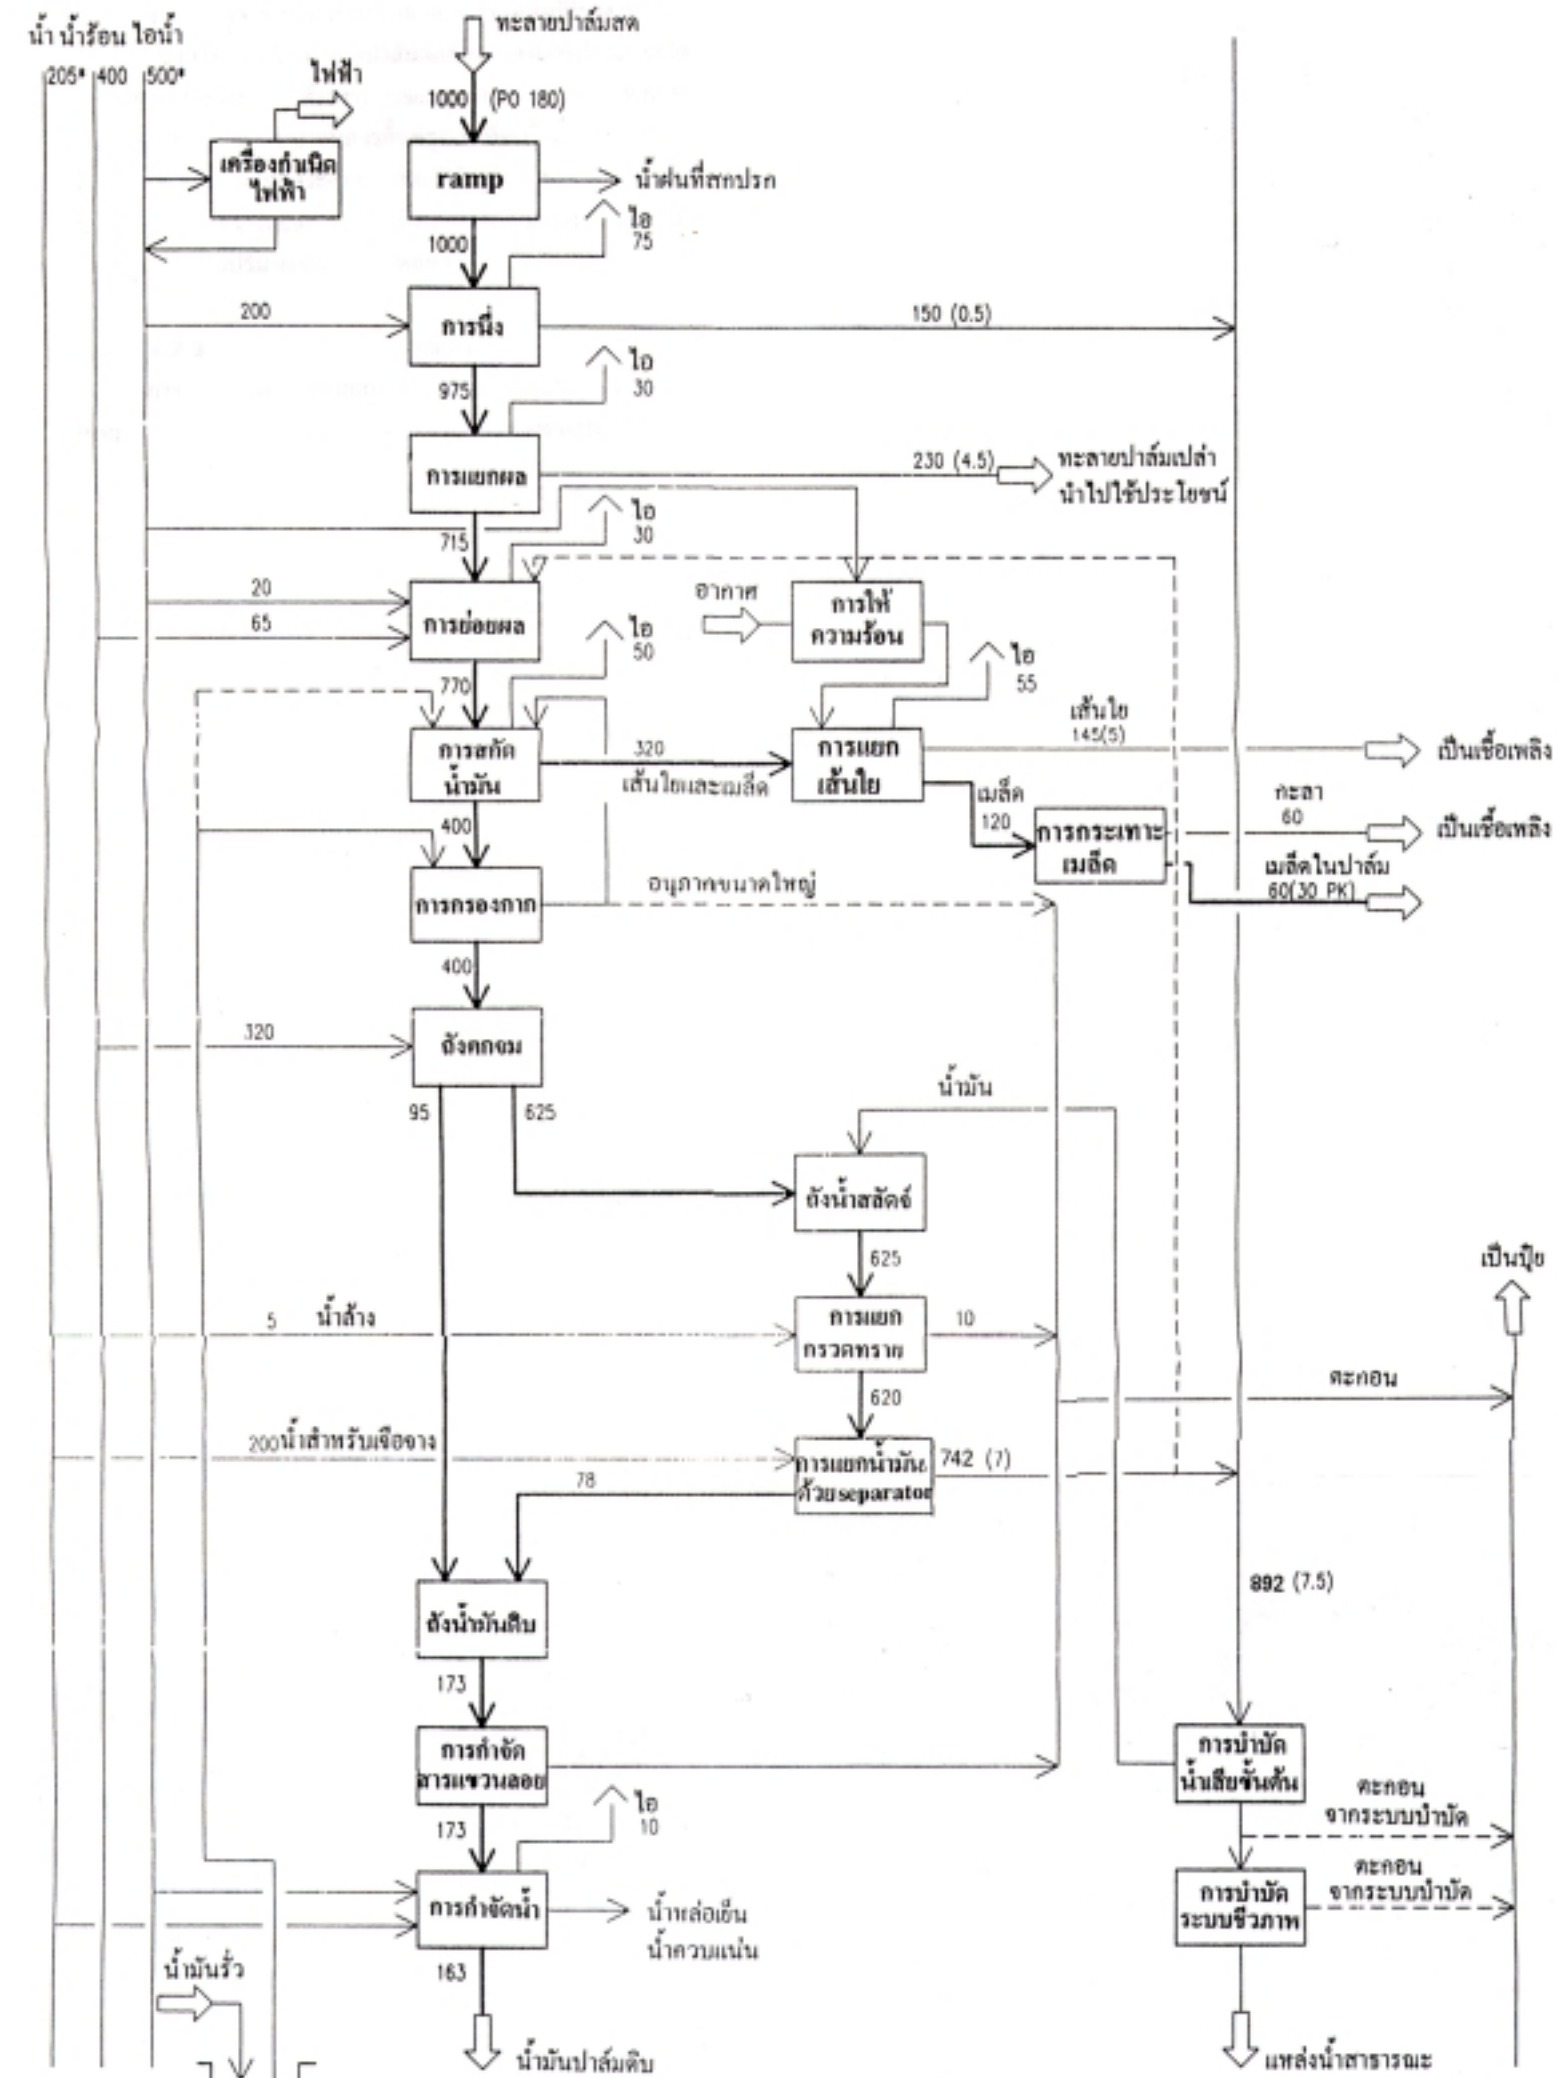 ทะลายปาล์มสด
น้ำ น้ำร้อน ไอน้ำ
205* 400 500*
ไฟฟ้า
1000 (PO 180)
เครื่องกำเนิด
ไฟฟ้า
ramp
น้ำฝนที่สกปรก
ไอ
75
1000
200
การนึ่ง
150 (0.5)
ไอ
30
975
การแยกผล
230 (4.5)
ทะลายปาล์มเปล่า
นำไปใช้ประโยชน์
ไอ
30
715
20
65
การย่อยผล
อากาศ
การให้
ความร้อน
ไอ
50
ไอ
55
770
การสกัด
น้ำมัน
320
เส้นใยและเมล็ด
การแยก
เส้นใย
เส้นใย
145(5)
เป็นเชื้อเพลิง
เมล็ด
120
การกระเทาะ
เมล็ด
กะลา
60
เป็นเชื้อเพลิง
เมล็ดในปาล์ม
60(30 PK)
400
การกรองกาก
อนุภาคขนาดใหญ่
400
320
ถังตกจม
95
625
น้ำมัน
ถังน้ำสลัดจ์
625
เป็นปุ๋ย
5
น้ำล้าง
การแยก
กรวดทราย
10
620
ตะกอน
200น้ำสำหรับเจือจาง
การแยกน้ำมัน
ด้วยseparator
742 (7)
78
892 (7.5)
ถังน้ำมันดิบ
173
การกำจัด
สารแขวนลอย
การบำบัด
น้ำเสียขั้นต้น
ไอ
10
173
ตะกอน
จากระบบบำบัด
การกำจัดน้ำ
น้ำหล่อเย็น
น้ำควบแน่น
ตะกอน
จากระบบบำบัด
การบำบัด
ระบบชีวภาพ
163
น้ำมันรั่ว
น้ำมันปาล์มดิบ
แหล่งน้ำสาธารณะ